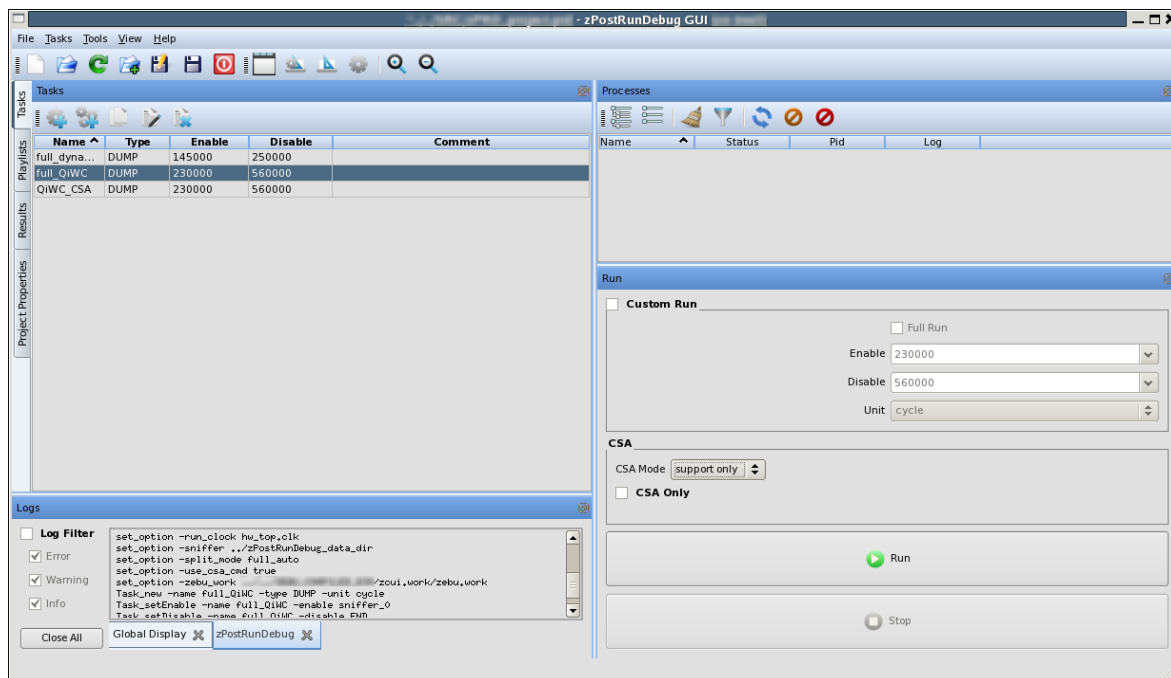 - zPostRunDebug GUI
File Tasks Tools View Help
Tasks
Playlists
Results
Project Properties
Tasks
Name Type Enable Disable Comment
full_dyna... DUMP 145000 250000
full_QiWC DUMP 230000 560000
QiWC_CSA DUMP 230000 560000
Processes
Name Status Pid Log
Run
Custom Run
Full Run
Enable 230000
Disable 560000
Unit cycle
CSA
CSA Mode support only
CSA Only
Run
Stop
Logs
Log Filter
Error
Warning
Info
Close All
set_option -run_clock hw_top.clk
set_option -sniffer ../zPostRunDebug_data_dir
set_option -split_mode full_auto
set_option -use_csa_cmd true
set_option -zebu_work /zcui.work/zebu.work
Task_new -name full_QiWC -type DUMP -unit cycle
Task_setEnable -name full_QiWC -enable sniffer_0
Task_setDisable -name full_QiWC -disable END
Global Display zPostRunDebug